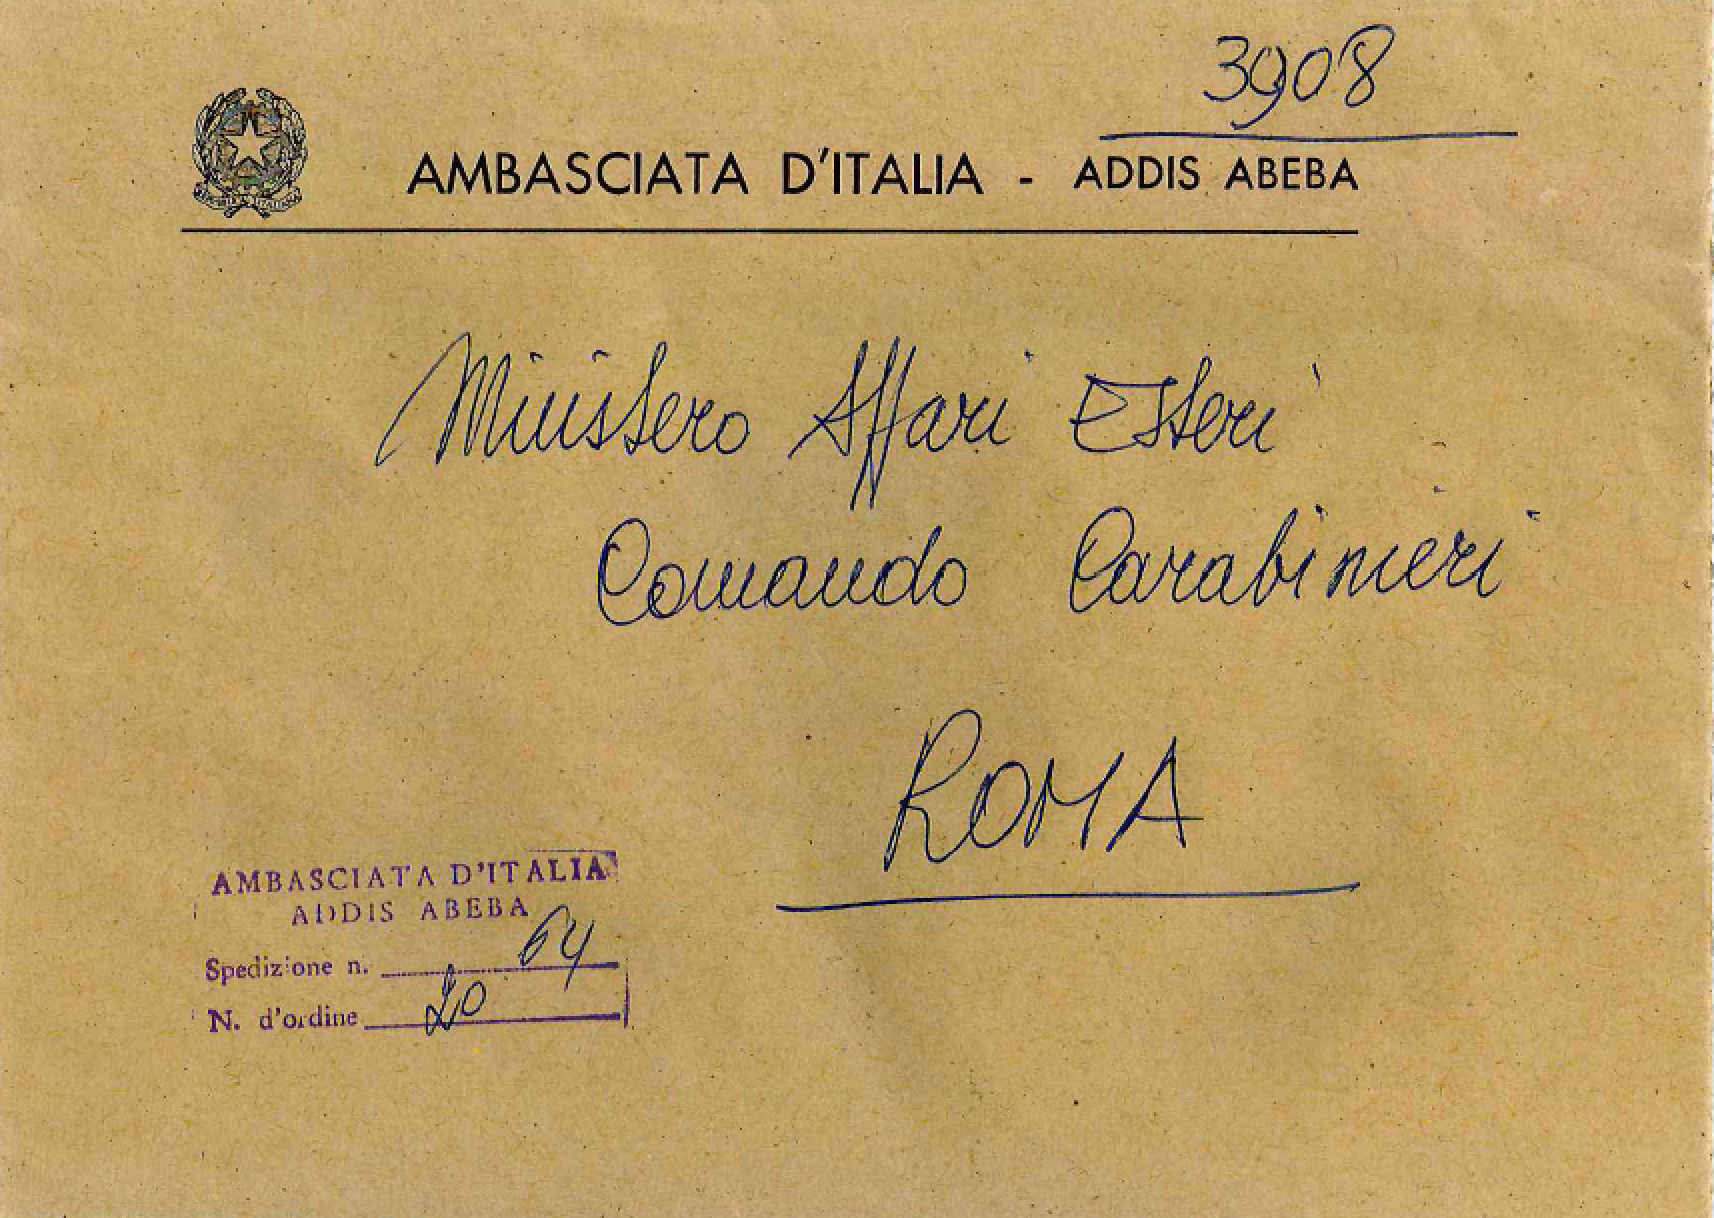 3908
AMBASCIATA D'ITALIA - ADDIS ABEBA
Ministero Affari Esteri
Comando Carabinieri
ROMA
AMBASCIATA D'ITALIA
ADDIS ABEBA
Spedizione n. 64
N. d'ordine 20